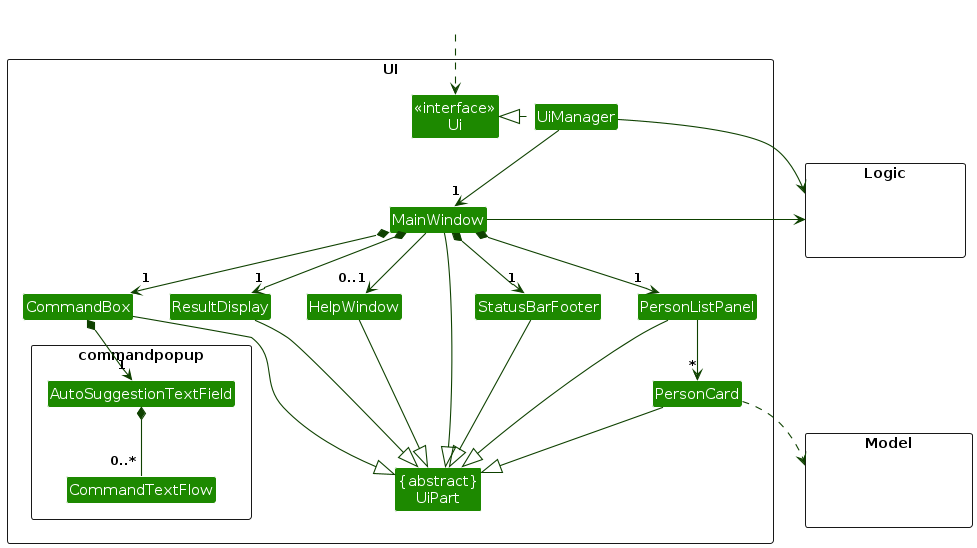 UI
«interface»
Ui
UiManager
Logic
1
MainWindow
1
1
0..1
1
1
CommandBox
ResultDisplay
HelpWindow
StatusBarFooter
PersonListPanel
commandpopup
1
*
AutoSuggestionTextField
PersonCard
Model
0..*
CommandTextFlow
{abstract}
UiPart